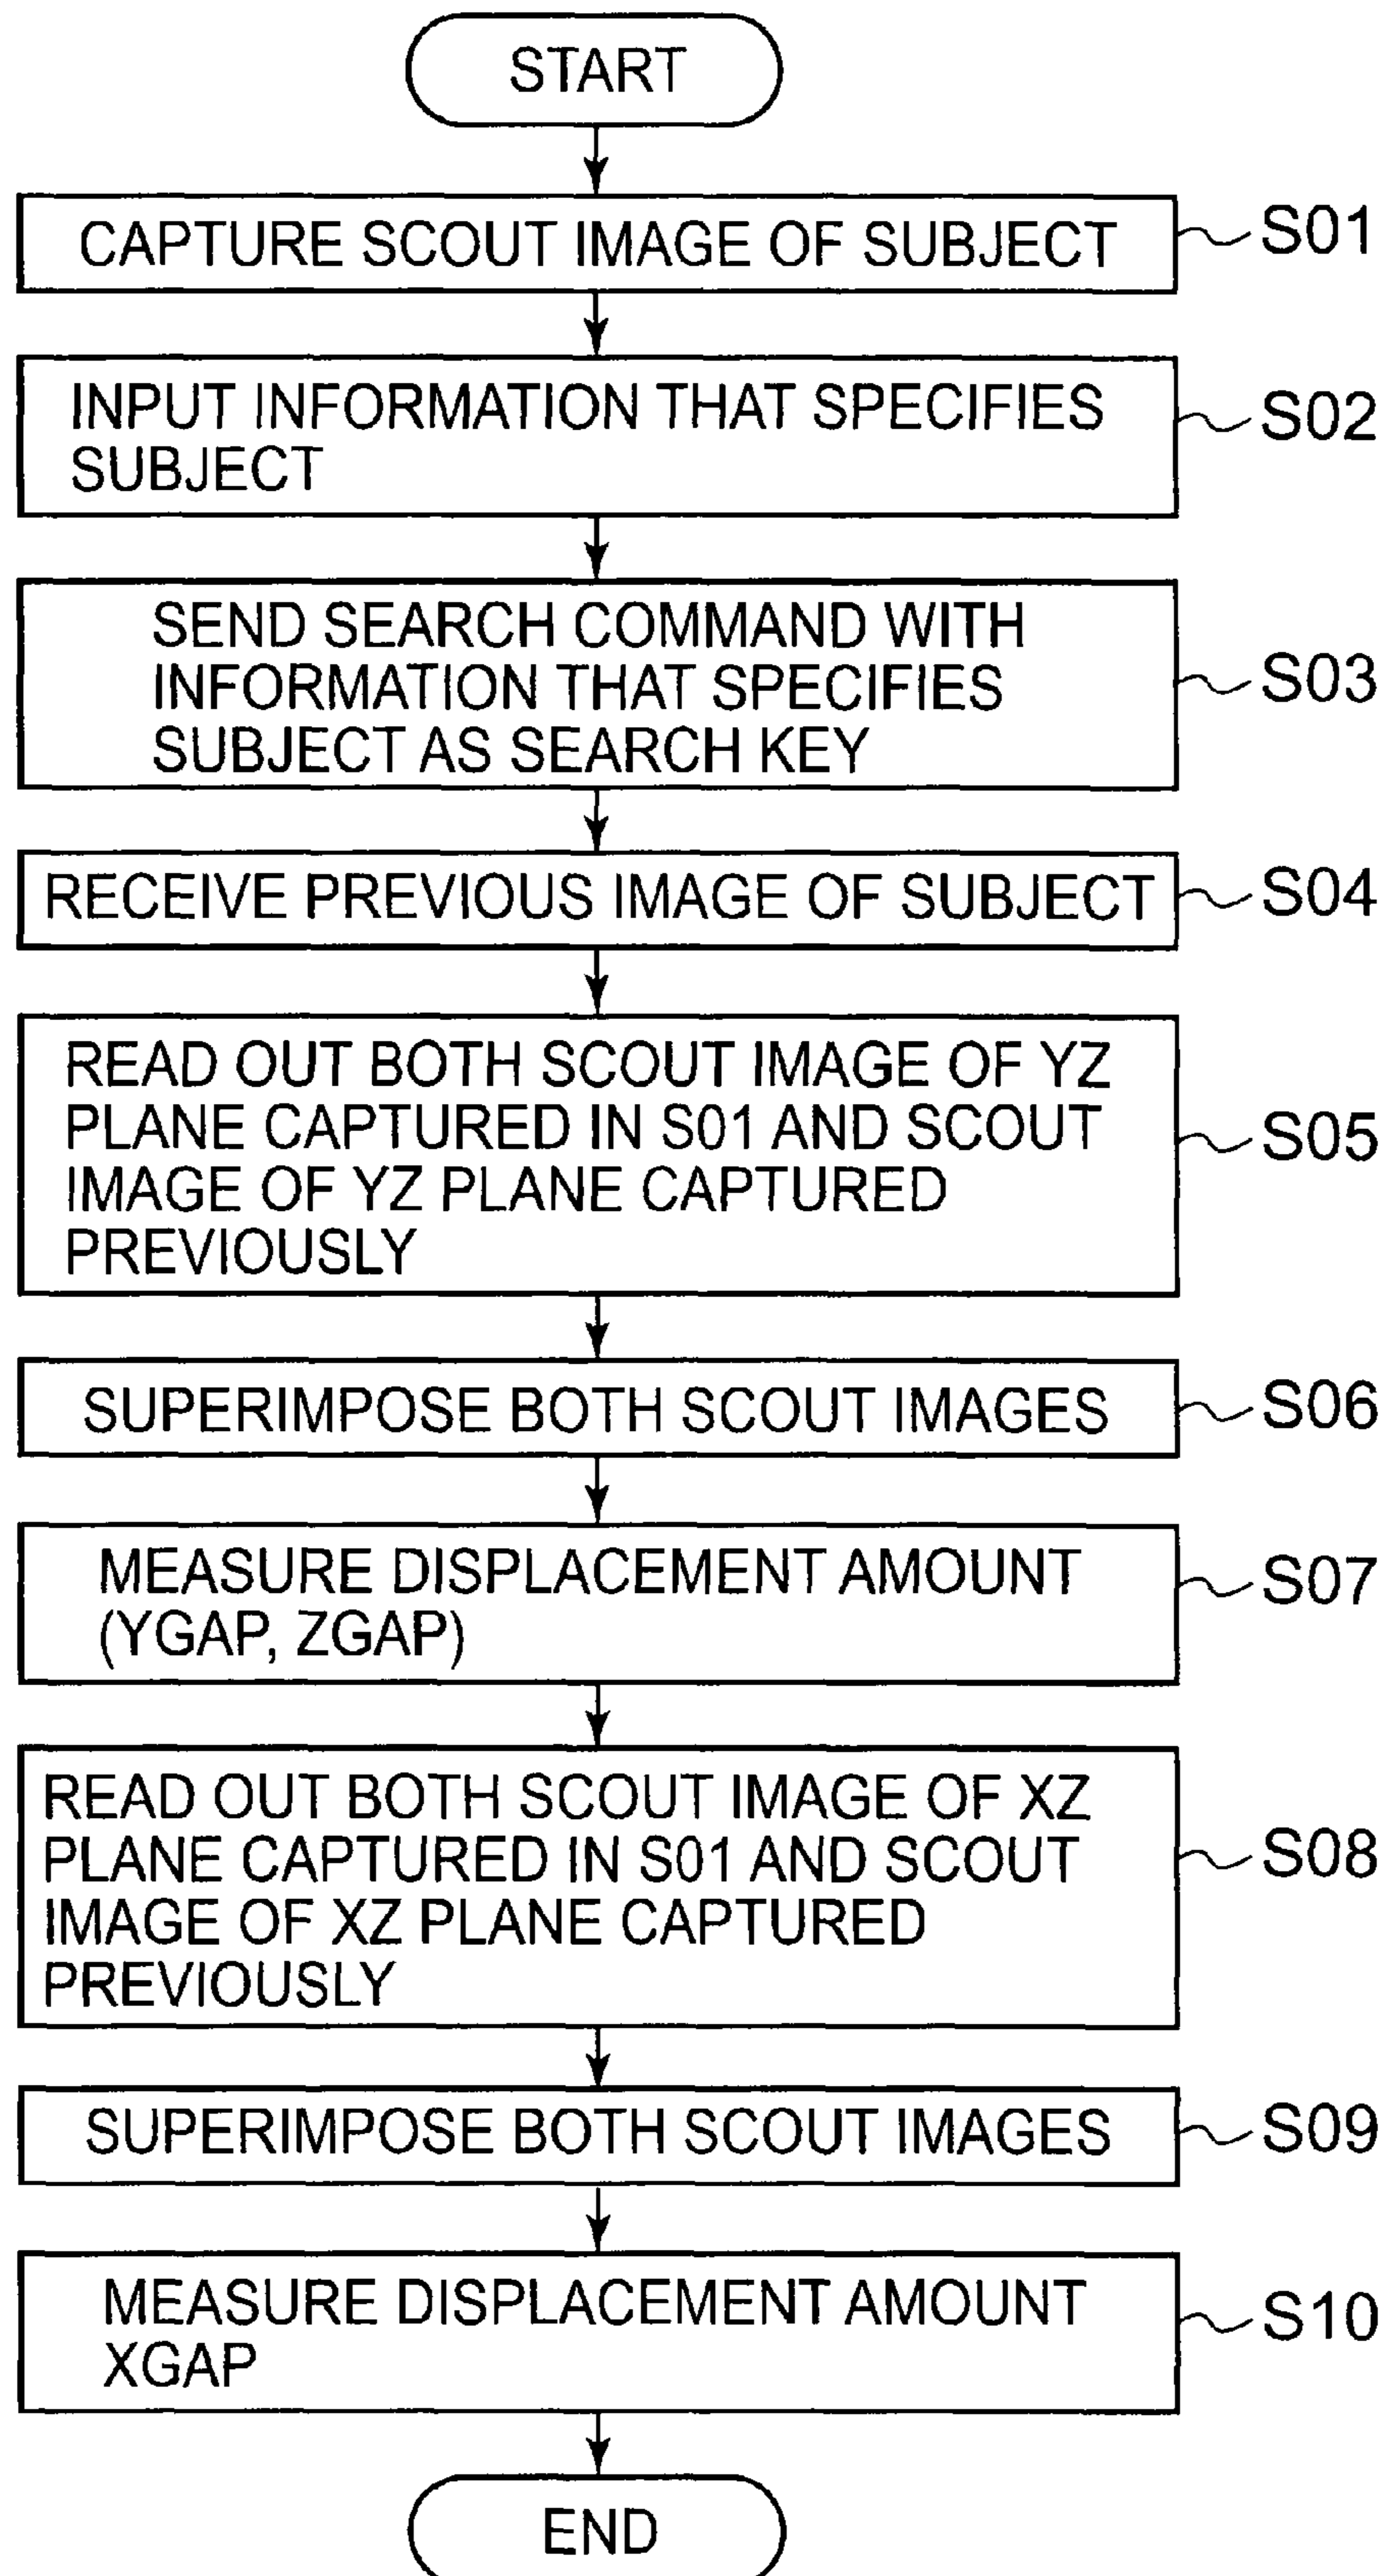 START
CAPTURE SCOUT IMAGE OF SUBJECT
S01
INPUT INFORMATION THAT SPECIFIES
SUBJECT
S02
SEND SEARCH COMMAND WITH
INFORMATION THAT SPECIFIES
SUBJECT AS SEARCH KEY
S03
RECEIVE PREVIOUS IMAGE OF SUBJECT
S04
READ OUT BOTH SCOUT IMAGE OF YZ
PLANE CAPTURED IN S01 AND SCOUT
IMAGE OF YZ PLANE CAPTURED
PREVIOUSLY
S05
SUPERIMPOSE BOTH SCOUT IMAGES
S06
MEASURE DISPLACEMENT AMOUNT
(YGAP, ZGAP)
S07
READ OUT BOTH SCOUT IMAGE OF XZ
PLANE CAPTURED IN S01 AND SCOUT
IMAGE OF XZ PLANE CAPTURED
PREVIOUSLY
S08
SUPERIMPOSE BOTH SCOUT IMAGES
S09
MEASURE DISPLACEMENT AMOUNT
XGAP
S10
END